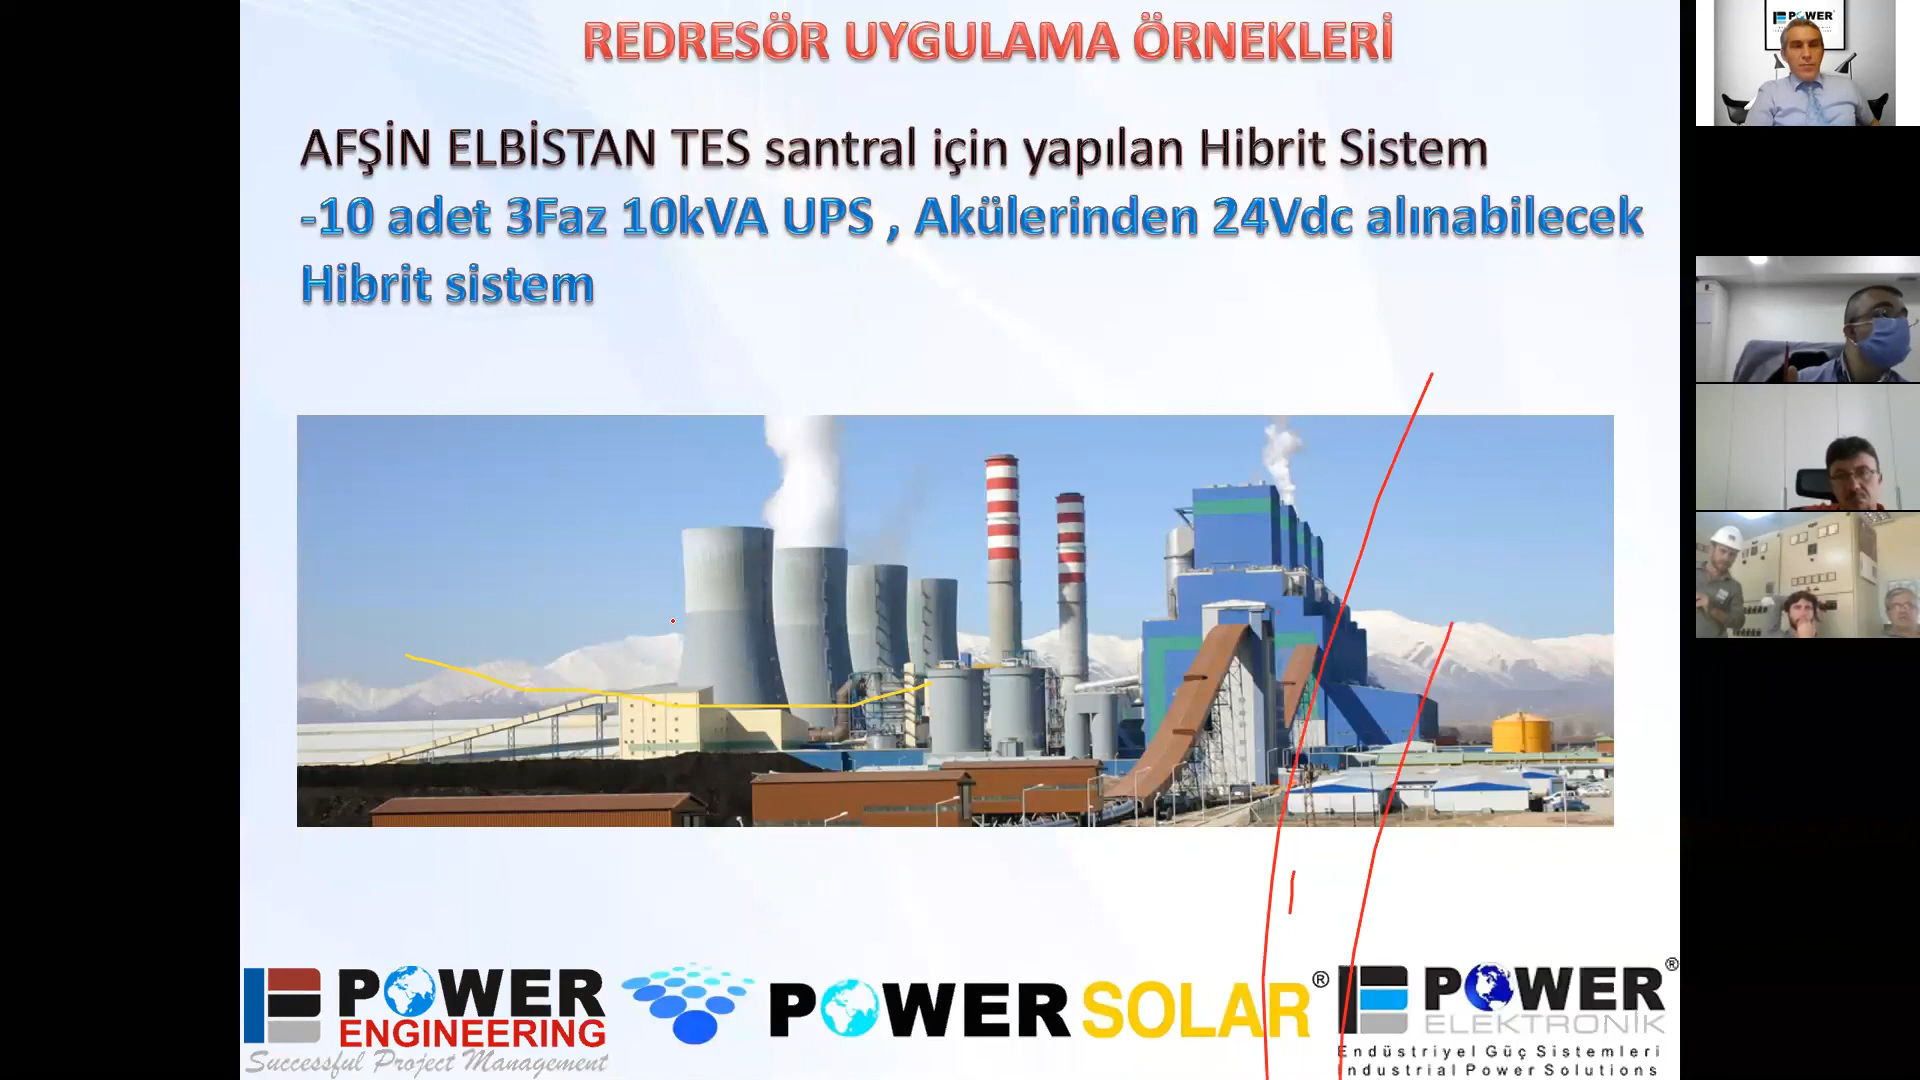 REDRESÖR UYGULAMA ÖRNEKLERİ
AFŞİN ELBİSTAN TES santral için yapılan Hibrit Sistem
-10 adet 3Faz 10kVA UPS , Akülerinden 24Vdc alınabilecek
Hibrit sistem
POWER
ENGINEERING
Successful Project Management
POWER SOLAR®
POWER®
ELEKTRONİK
Endüstriyel Güç Sistemleri
Industrial Power Solutions
POWER